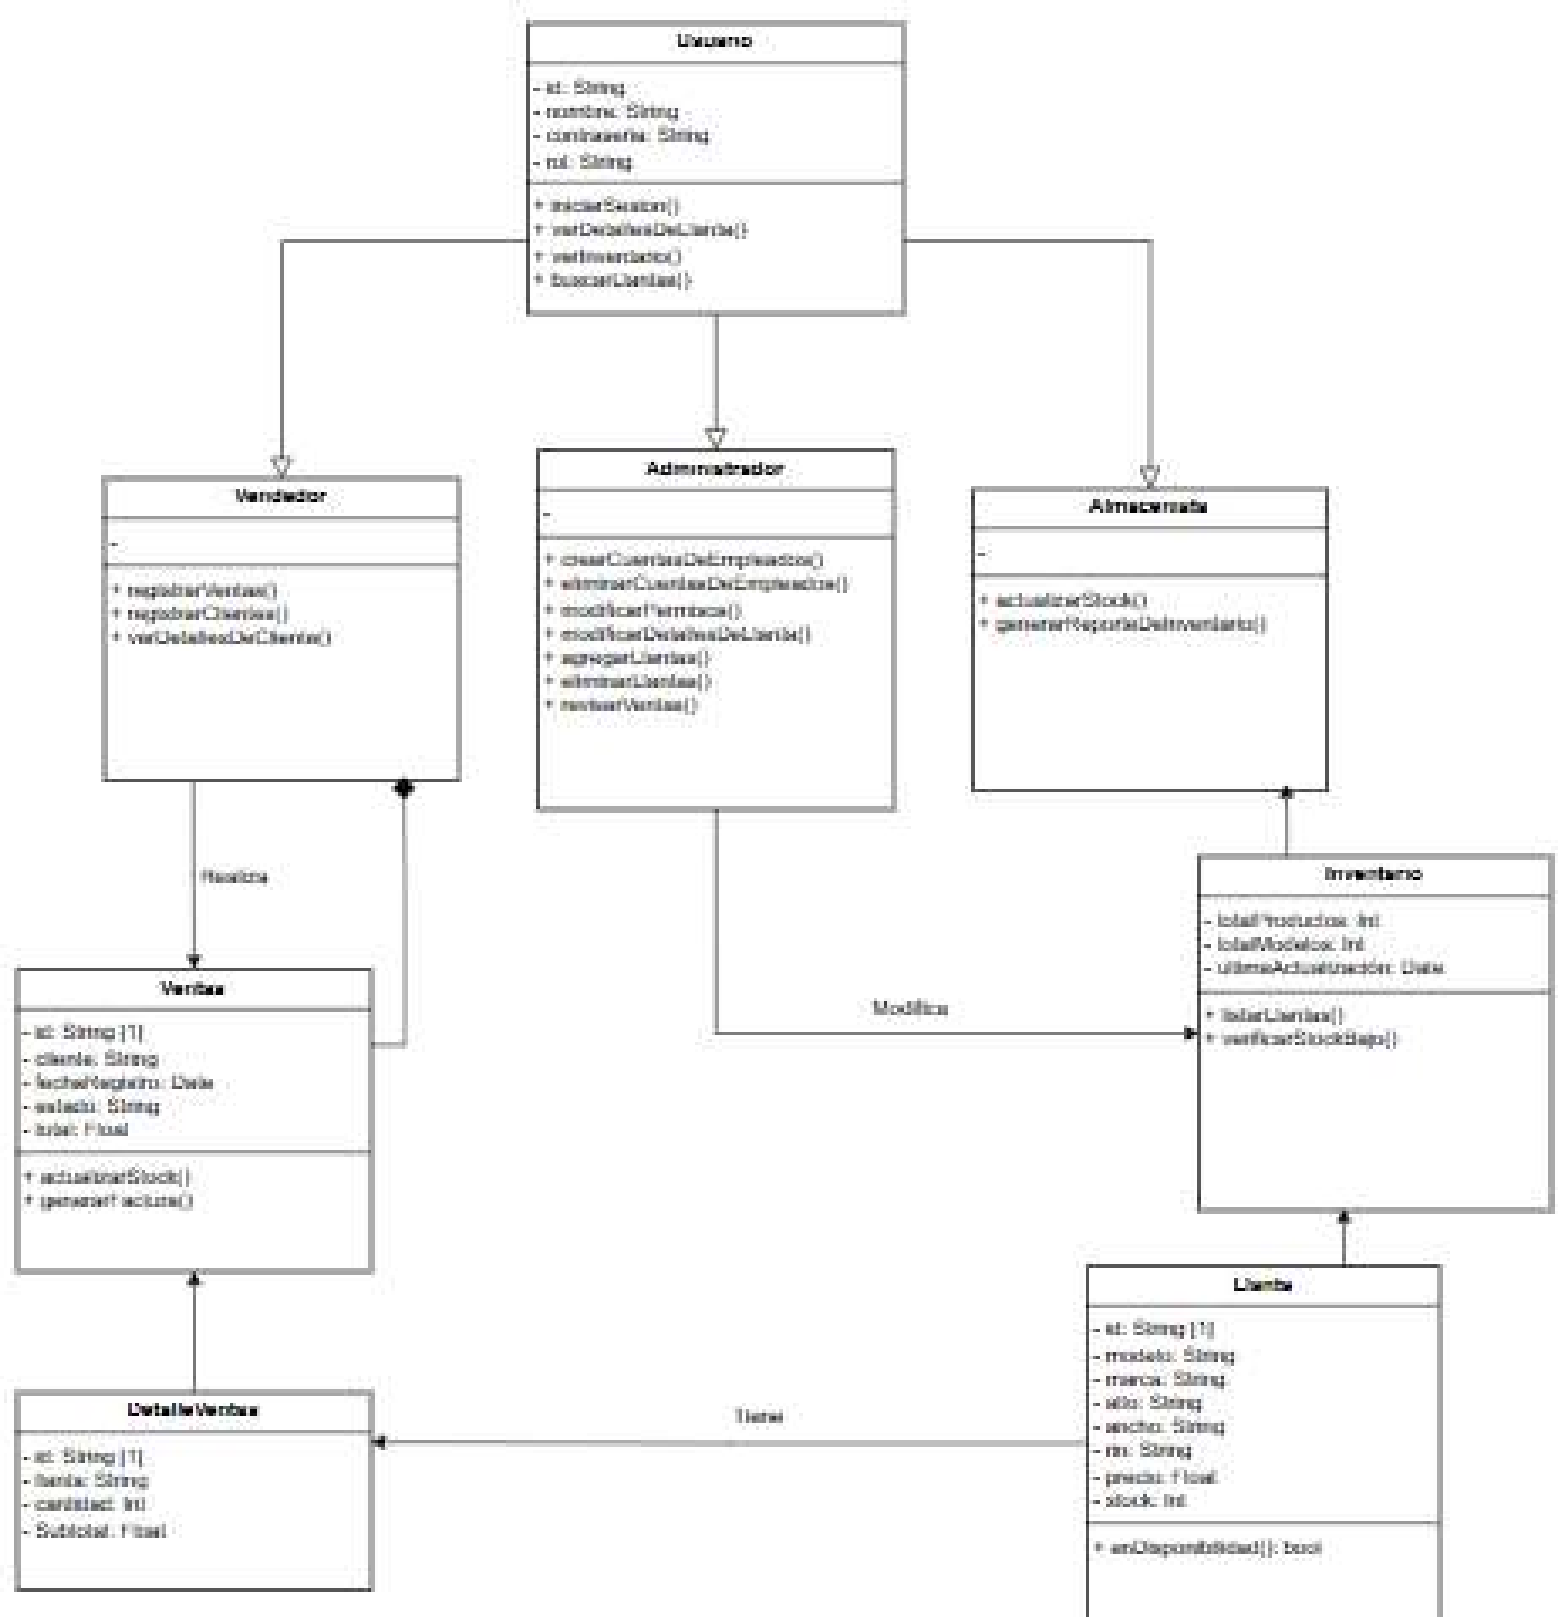 Usuario
- id: String
- nombre: String
- contraseña: String
- rol: String
+ iniciarSesion()
+ verDetallesDeLlanta()
+ verInventario()
+ buscarLlantas()
Vendedor
-
+ registrarVentas()
+ registrarClientes()
+ verDetallesDeCliente()
Administrador
-
+ crearCuentasDeEmpleados()
+ eliminarCuentasDeEmpleados()
+ modificarPermisos()
+ modificarDetallesDeLlanta()
+ agregarLlantas()
+ eliminarLlantas()
+ revisarVentas()
Almacenista
-
+ actualizarStock()
+ generarReporteDeInventario()
Realiza
Modifica
Inventario
- totalProductos: Int
- totalModelos: Int
- ultimaActualización: Date
+ listarLlantas()
+ verificarStockBajo()
Ventas
- id: String [1]
- cliente: String
- fechaRegistro: Date
- estado: String
- total: Float
+ actualizarStock()
+ generarFactura()
DetalleVentas
- id: String [1]
- llanta: String
- cantidad: Int
- Subtotal: Float
Tiene
Llanta
- id: String [1]
- modelo: String
- marca: String
- alto: String
- ancho: String
- rin: String
- precio: Float
- stock: Int
+ enDisponibilidad(): bool